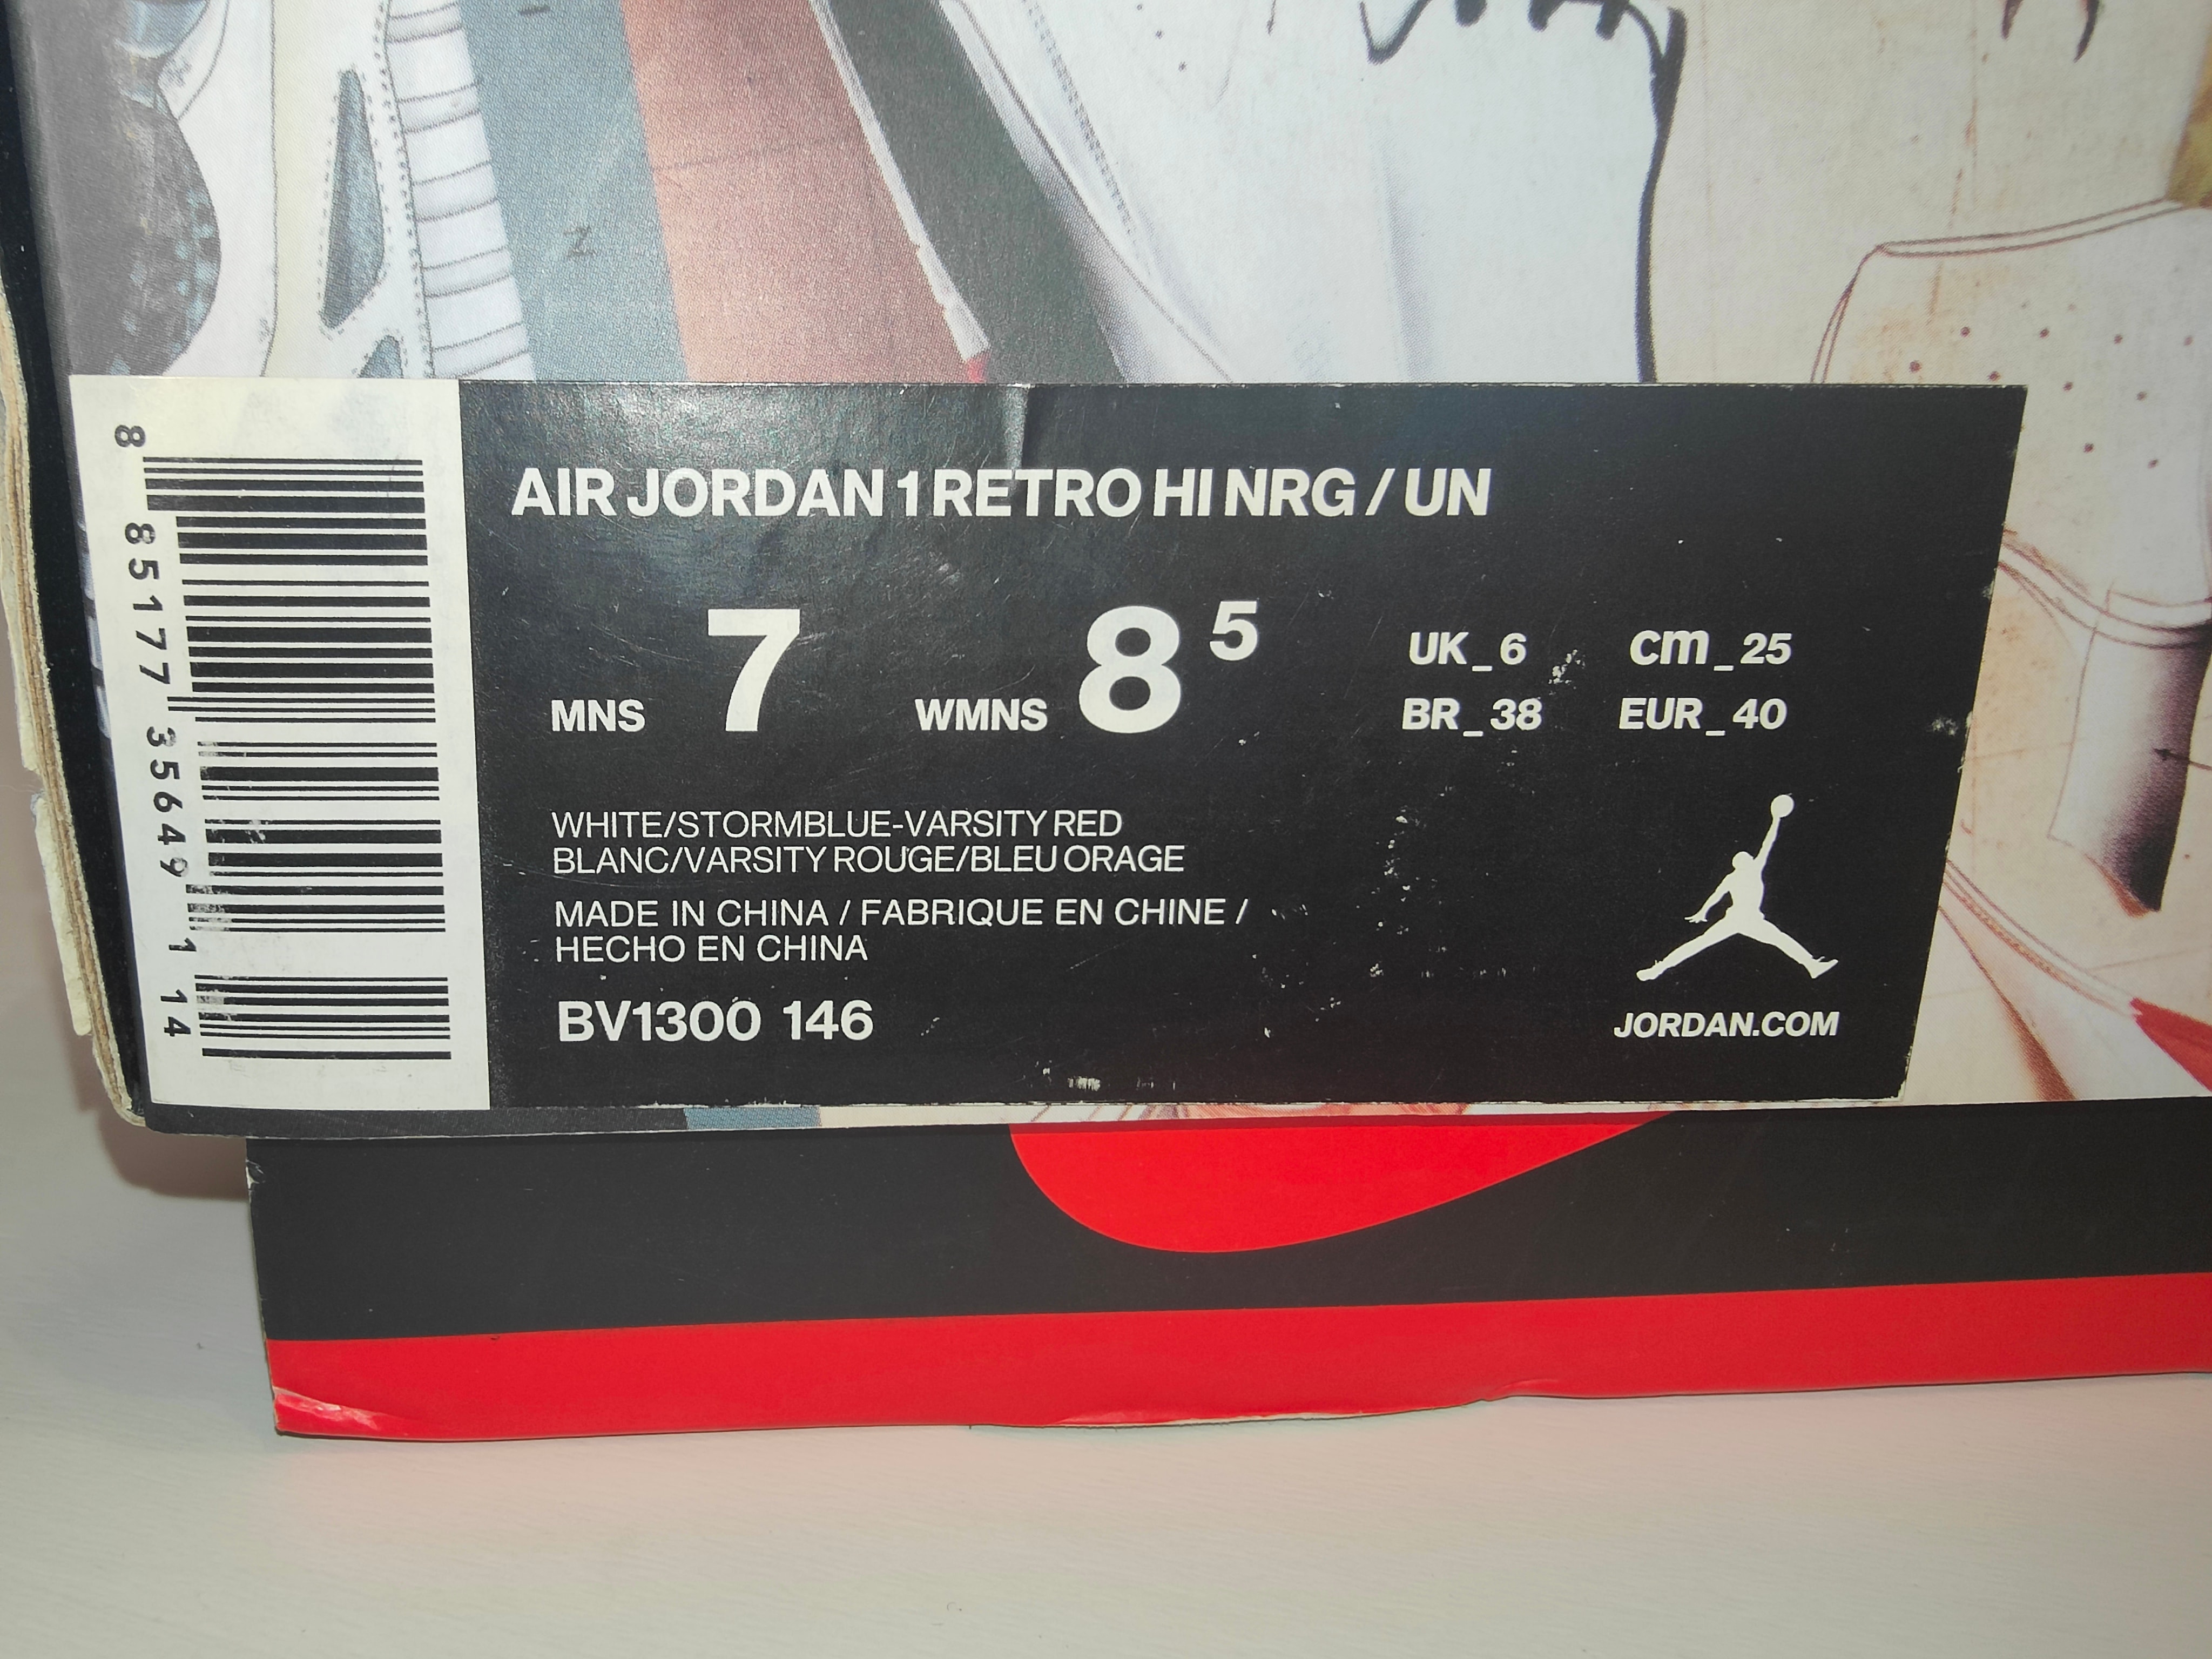 AIR JORDAN 1 RETRO HI NRG / UN
MNS 7 WMNS 8 5
UK_6 cm_25
BR_38 EUR_40
WHITE/STORMBLUE-VARSITY RED
BLANC/VARSITY ROUGE/BLEU ORAGE
MADE IN CHINA / FABRIQUE EN CHINE /
HECHO EN CHINA
BV1300 146
JORDAN.COM
8 85177 35649 1 14